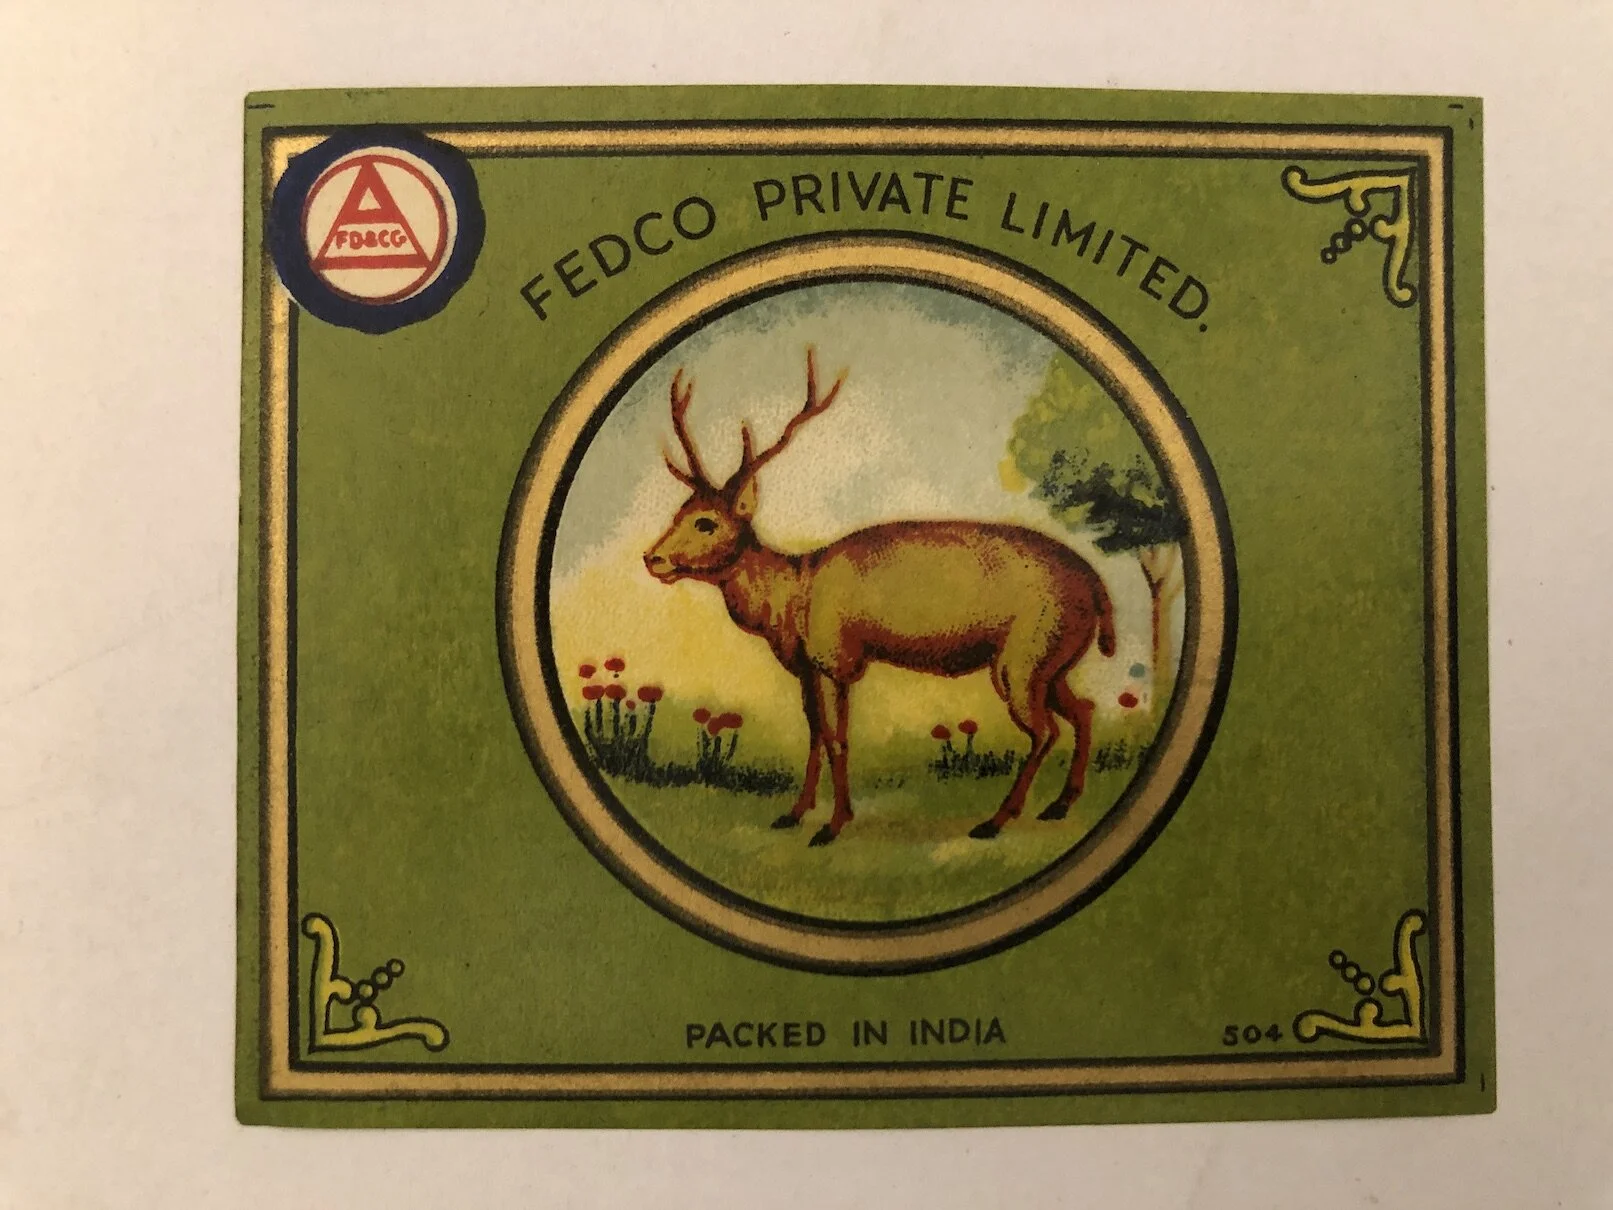 FD&CG
FEDCO PRIVATE LIMITED.
PACKED IN INDIA
504